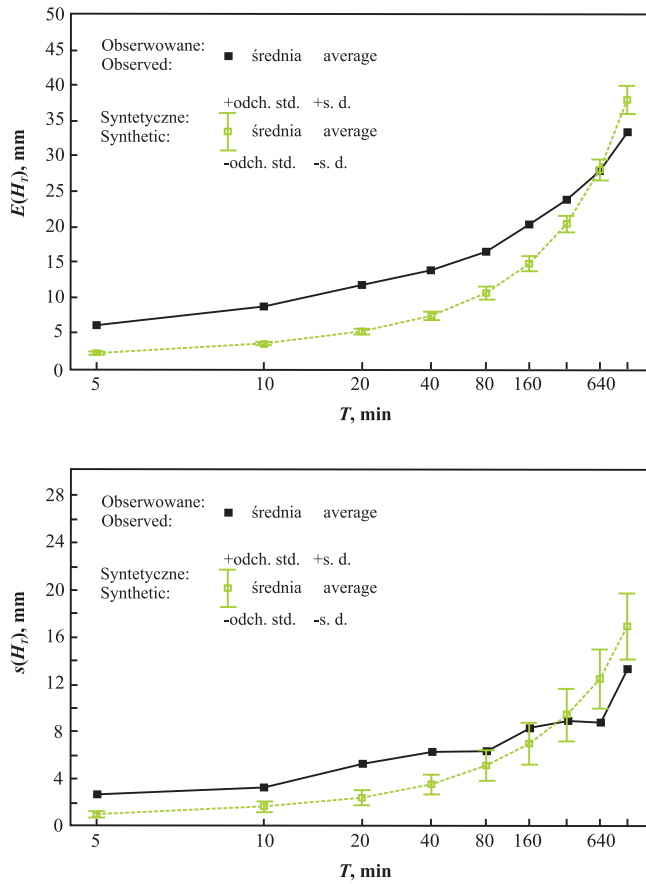 50
45
40
35
30
25
20
15
10
5
0
E(H_T), mm
Obserwowane:
Observed:
średnia average
+odch. std. +s. d.
Syntetyczne:
Synthetic:
średnia average
-odch. std. -s. d.
5 10 20 40 80 160 640
T, min
28
24
20
16
12
8
4
0
s(H_T), mm
Obserwowane:
Observed:
średnia average
+odch. std. +s. d.
Syntetyczne:
Synthetic:
średnia average
-odch. std. -s. d.
5 10 20 40 80 160 640
T, min